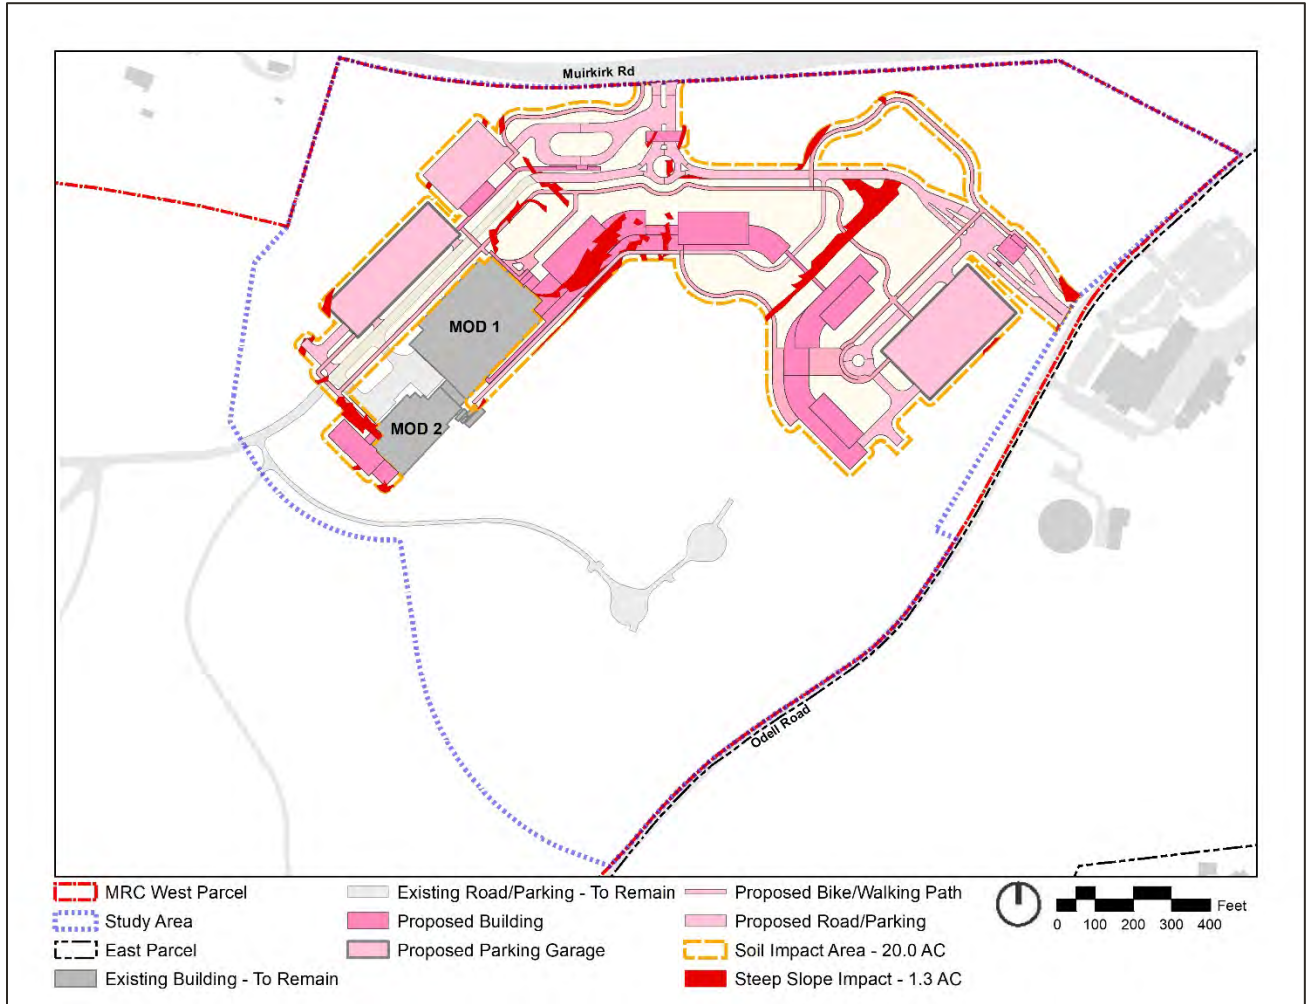 Muirkirk Rd
MOD 1
MOD 2
Odell Road
MRC West Parcel
Study Area
East Parcel
Existing Building - To Remain
Existing Road/Parking - To Remain
Proposed Building
Proposed Parking Garage
Proposed Bike/Walking Path
Proposed Road/Parking
Soil Impact Area - 20.0 AC
Steep Slope Impact - 1.3 AC
Feet
0 100 200 300 400